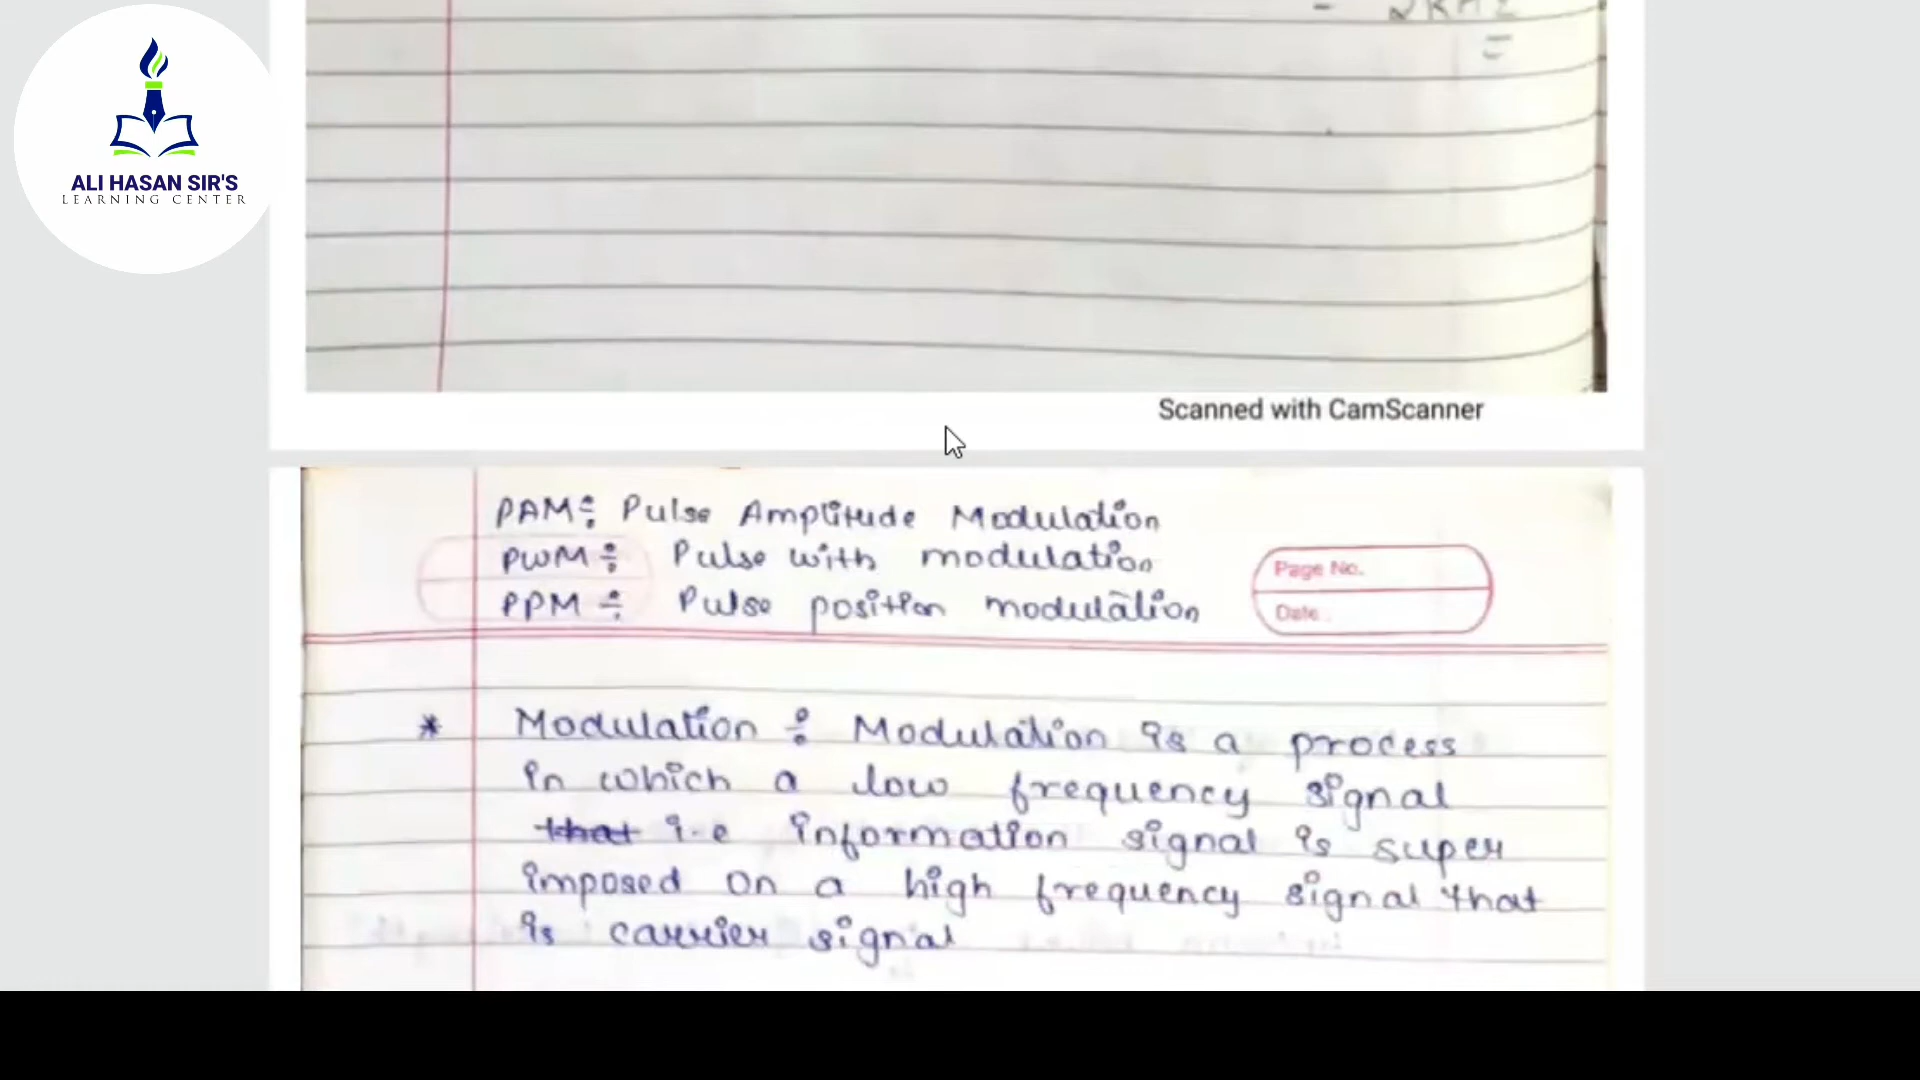 2KHz
=
ALI HASAN SIR'S
LEARNING CENTER
Scanned with CamScanner
PAM÷ Pulse Amplitude Modulation
PWM ÷ Pulse with modulation
PPM ÷ Pulse position modulation
Page No.
Date.
* Modulation ÷ Modulation is a process
in which a low frequency signal
that i.e information signal is super
imposed on a high frequency signal that
is carrier signal